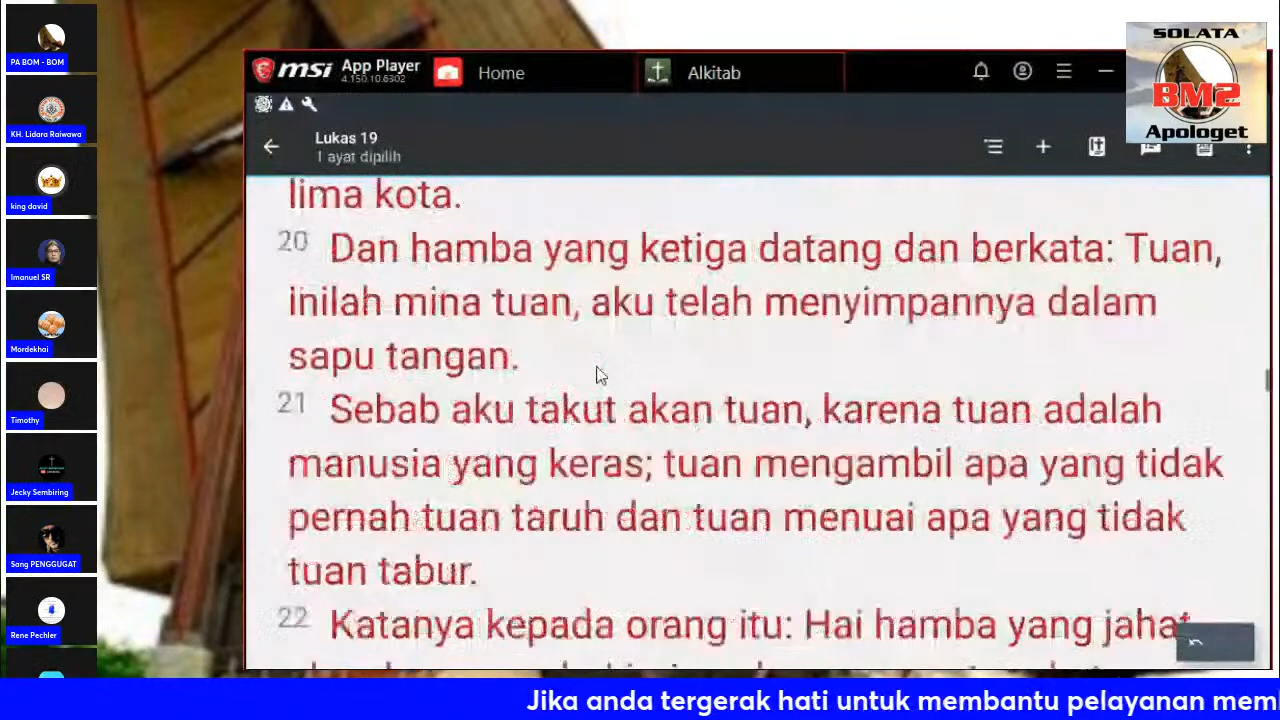 PA BOM - BOM
KH. Lidara Raiwawa
king david
Imanuel SR
Mordekhai
Timothy
Jecky Sembiring
Sang PENGGUGAT
Rene Pechler
msi App Player
4.150.10.6302
Home
Alkitab
SOLATA
BM2
Apologet
Lukas 19
1 ayat dipilih
lima kota.
20 Dan hamba yang ketiga datang dan berkata: Tuan,
inilah mina tuan, aku telah menyimpannya dalam
sapu tangan.
21 Sebab aku takut akan tuan, karena tuan adalah
manusia yang keras; tuan mengambil apa yang tidak
pernah tuan taruh dan tuan menuai apa yang tidak
tuan tabur.
22 Katanya kepada orang itu: Hai hamba yang jahat
Jika anda tergerak hati untuk membantu pelayanan mem